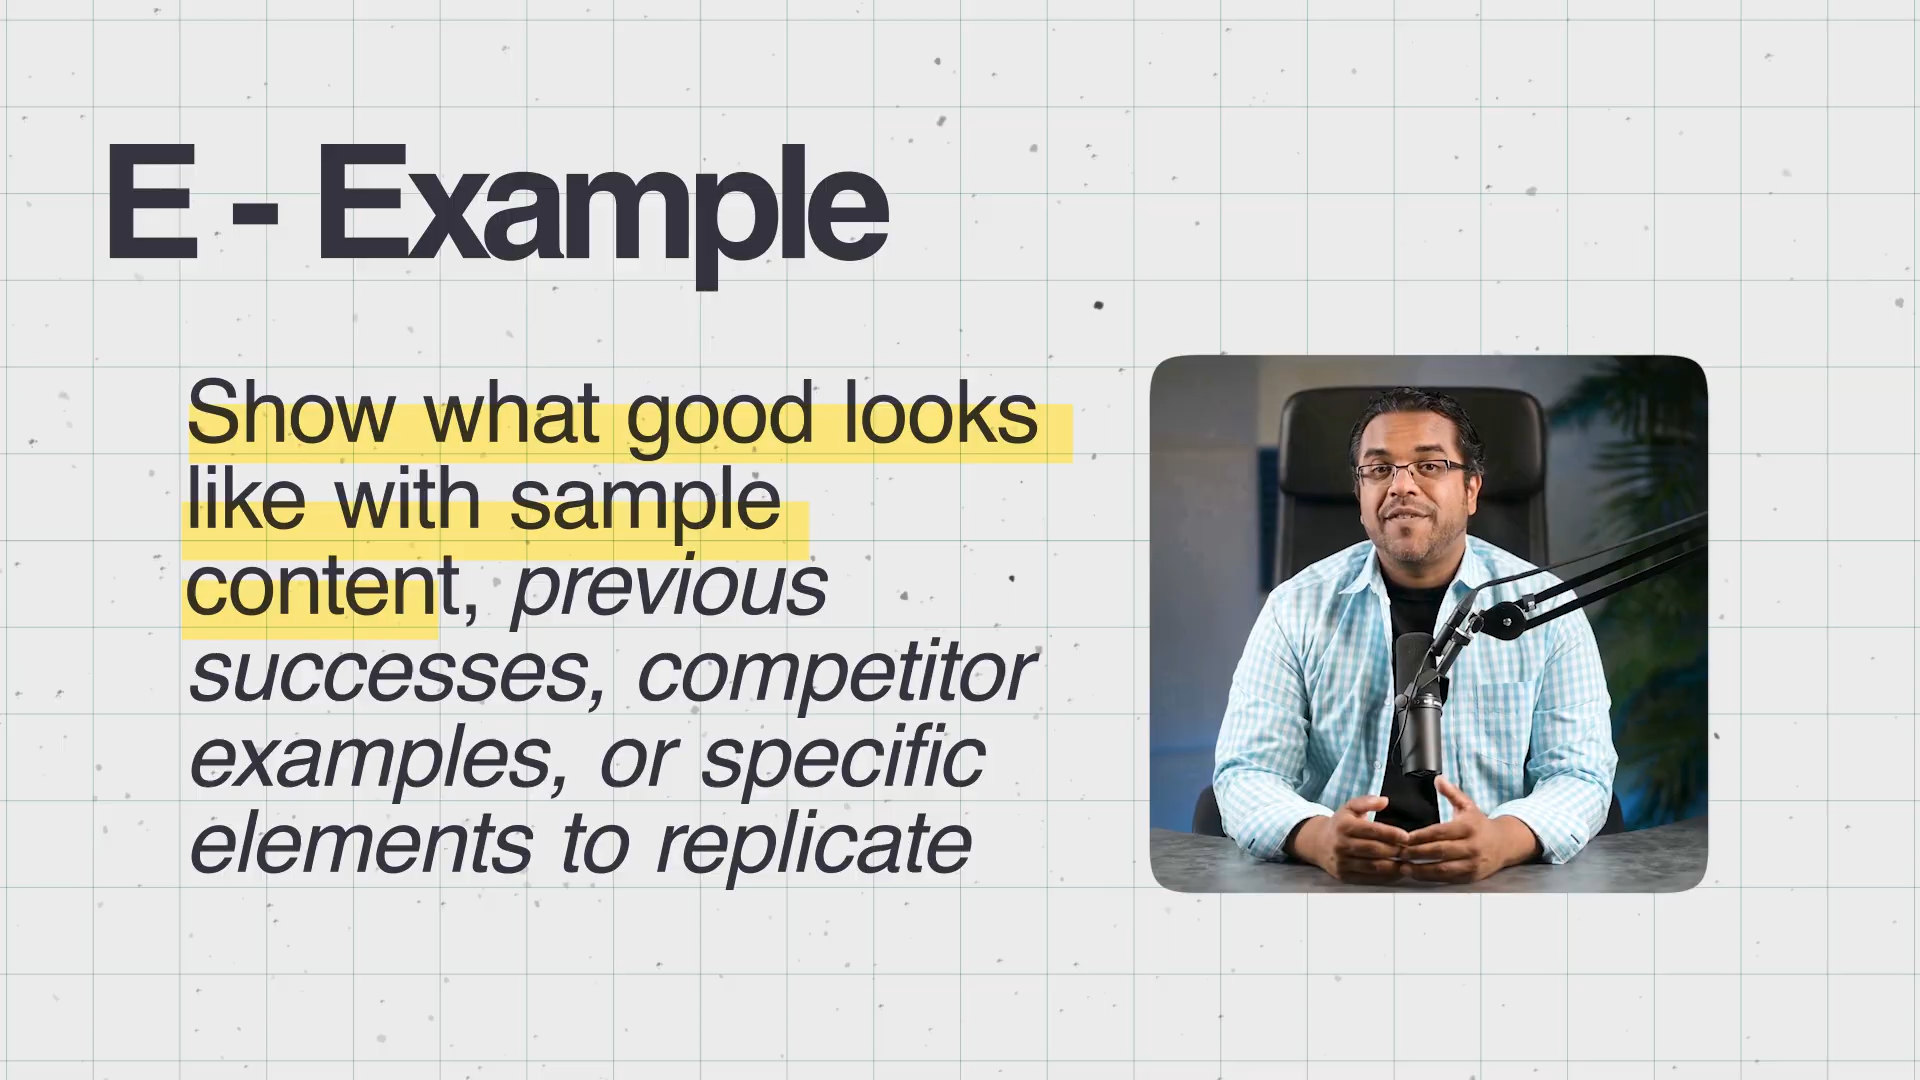 E - Example
Show what good looks
like with sample
content, previous
successes, competitor
examples, or specific
elements to replicate